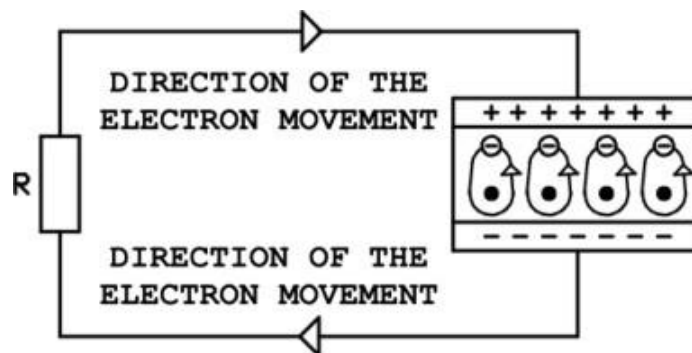 DIRECTION OF THE
ELECTRON MOVEMENT
+ + + + + + +
− − − −
R
− − − − − − −
DIRECTION OF THE
ELECTRON MOVEMENT